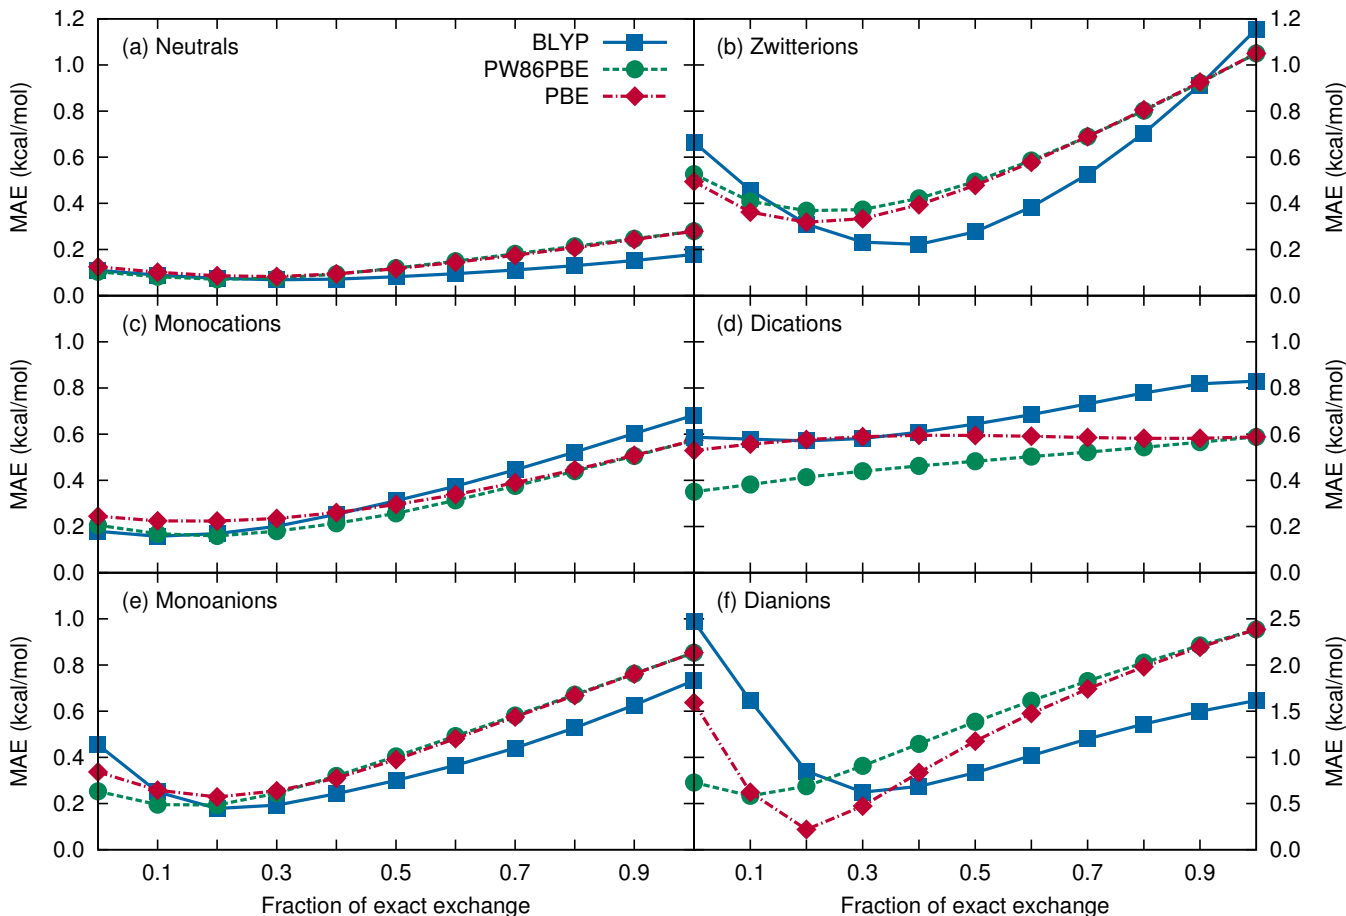 1.2
1.0
0.8
0.6
0.4
0.2
0.0
MAE (kcal/mol)
(a) Neutrals
BLYP
PW86PBE
PBE
(b) Zwitterions
1.2
1.0
0.8
0.6
0.4
0.2
0.0
MAE (kcal/mol)
(c) Monocations
1.0
0.8
0.6
0.4
0.2
0.0
MAE (kcal/mol)
(d) Dications
1.0
0.8
0.6
0.4
0.2
0.0
MAE (kcal/mol)
(e) Monoanions
1.0
0.8
0.6
0.4
0.2
0.0
MAE (kcal/mol)
(f) Dianions
2.5
2.0
1.5
1.0
0.5
0.0
MAE (kcal/mol)
0.1 0.3 0.5 0.7 0.9
0.1 0.3 0.5 0.7 0.9
Fraction of exact exchange
Fraction of exact exchange